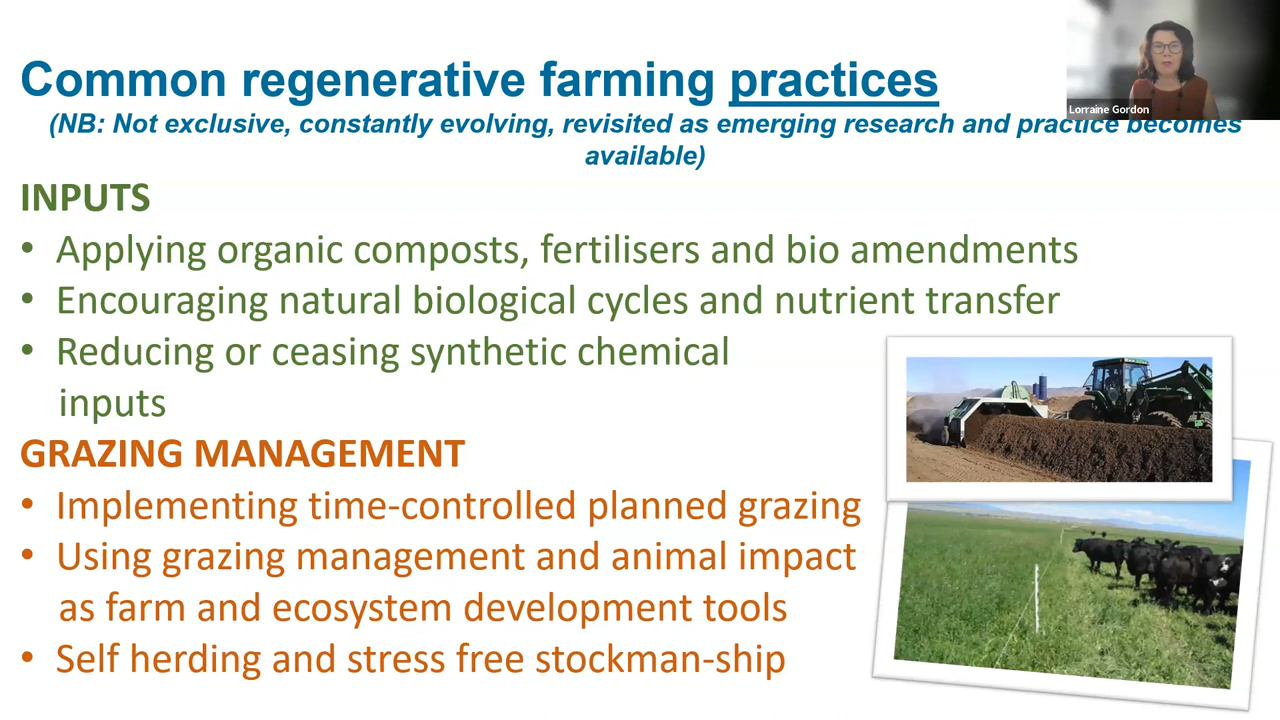 Common regenerative farming practices
Lorraine Gordon
(NB: Not exclusive, constantly evolving, revisited as emerging research and practice becomes
available)
INPUTS
• Applying organic composts, fertilisers and bio amendments
• Encouraging natural biological cycles and nutrient transfer
• Reducing or ceasing synthetic chemical
inputs
GRAZING MANAGEMENT
• Implementing time-controlled planned grazing
• Using grazing management and animal impact
as farm and ecosystem development tools
• Self herding and stress free stockman-ship